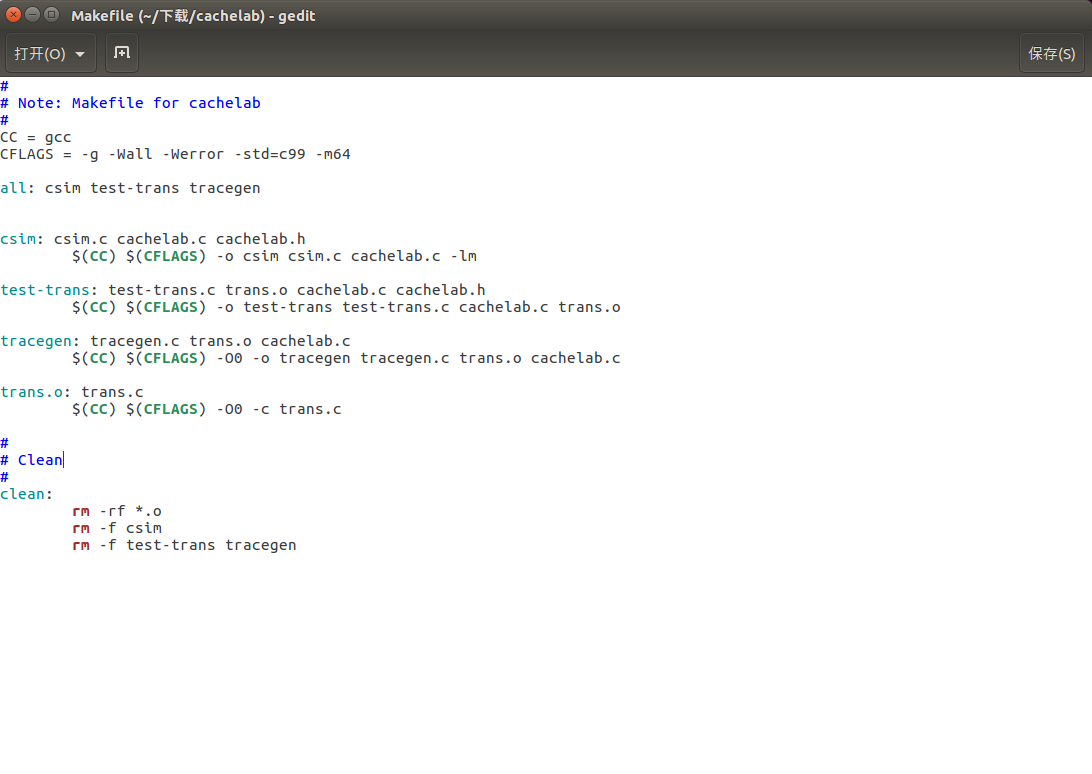 Makefile (~/下载/cachelab) - gedit
打开(O)
保存(S)
#
# Note: Makefile for cachelab
#
CC = gcc
CFLAGS = -g -Wall -Werror -std=c99 -m64
all: csim test-trans tracegen
csim: csim.c cachelab.c cachelab.h
$(CC) $(CFLAGS) -o csim csim.c cachelab.c -lm
test-trans: test-trans.c trans.o cachelab.c cachelab.h
$(CC) $(CFLAGS) -o test-trans test-trans.c cachelab.c trans.o
tracegen: tracegen.c trans.o cachelab.c
$(CC) $(CFLAGS) -O0 -o tracegen tracegen.c trans.o cachelab.c
trans.o: trans.c
$(CC) $(CFLAGS) -O0 -c trans.c
#
# Clean
#
clean:
rm -rf *.o
rm -f csim
rm -f test-trans tracegen